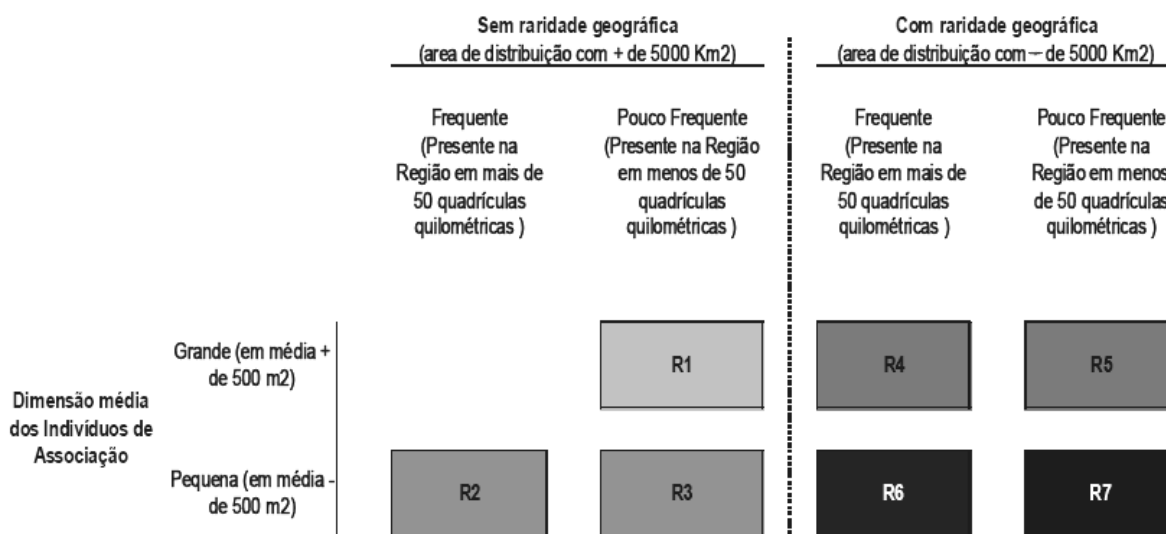 Sem raridade geográfica
(area de distribuição com + de 5000 Km2)
Com raridade geográfica
(area de distribuição com – de 5000 Km2)
Frequente
(Presente na
Região em mais de
50 quadrículas
quilométricas )
Pouco Frequente
(Presente na Região
em menos de 50
quadrículas
quilométricas )
Frequente
(Presente na
Região em mais de
50 quadrículas
quilométricas )
Pouco Frequente
(Presente na
Região em menos
de 50 quadrículas
quilométricas )
Dimensão média
dos Indivíduos de
Associação
Grande (em média +
de 500 m2)
R1
R4
R5
Pequena (em média -
de 500 m2)
R2
R3
R6
R7